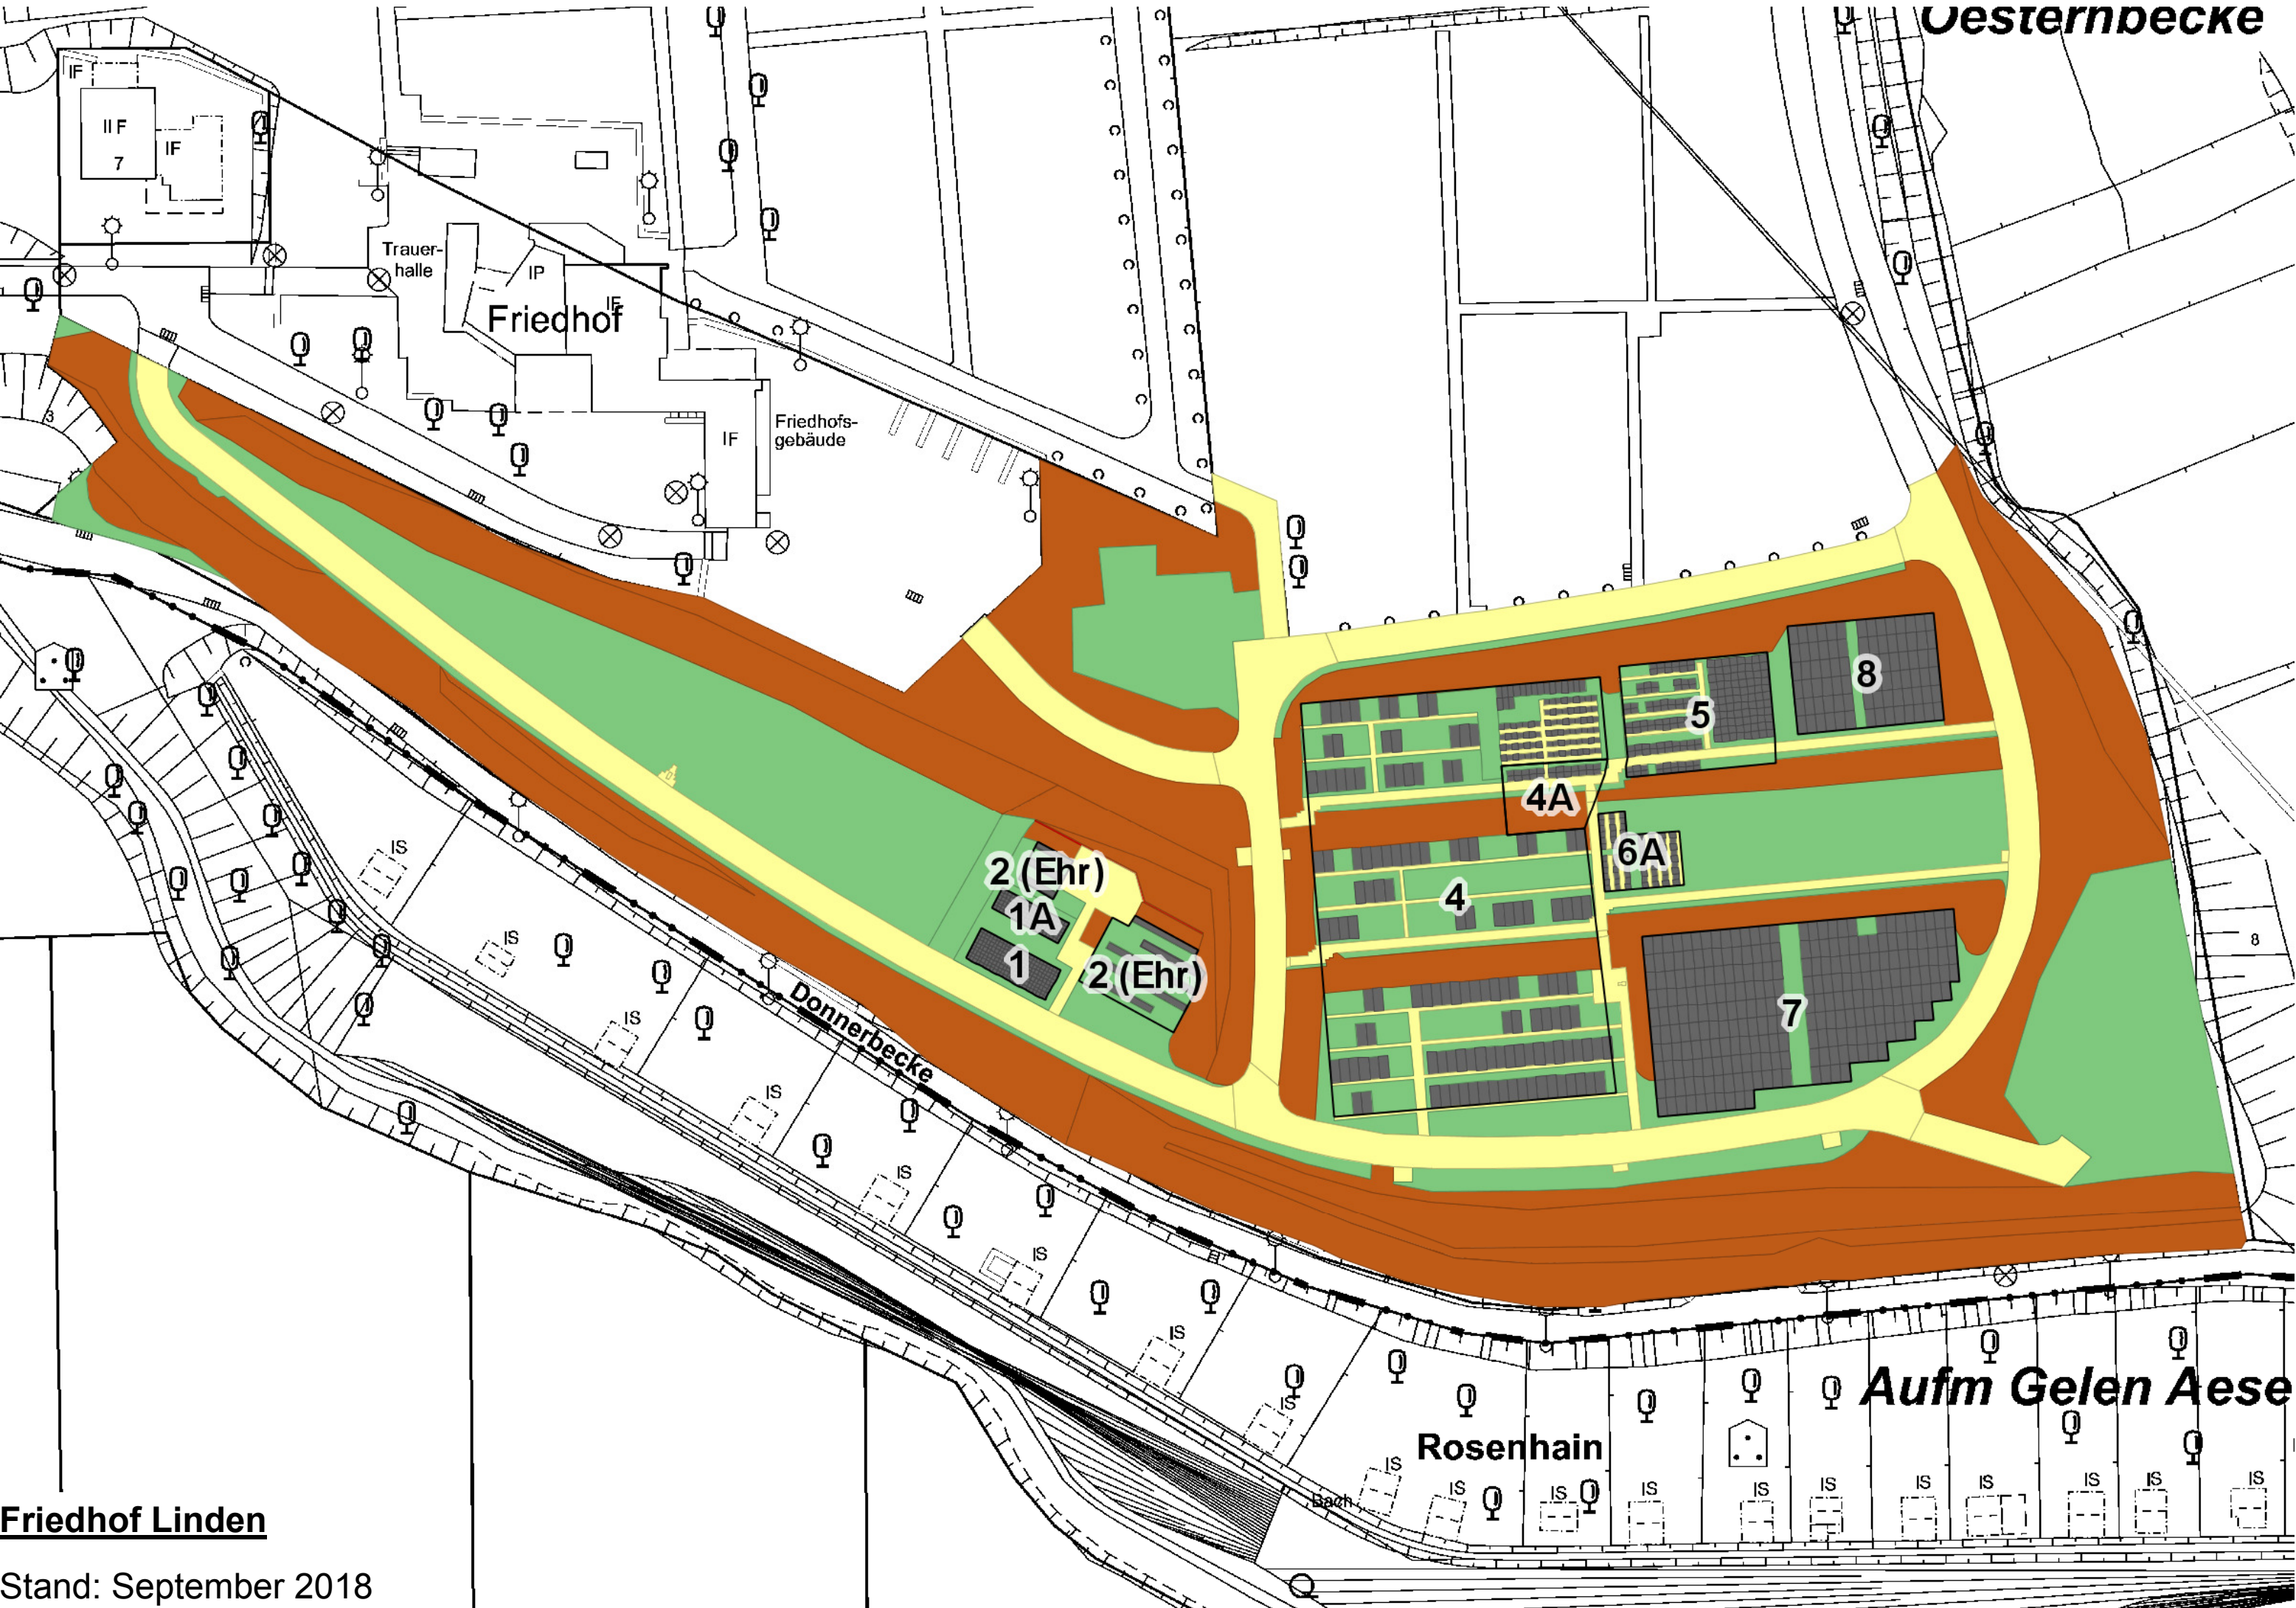 Oesternbecke
IF
II F
IF
7
Trauer-
halle
IP
IF
Friedhof
3
Friedhofs-
gebäude
IF
8
5
4A
6A
2 (Ehr)
1A
4
1
2 (Ehr)
7
8
IS
IS
IS
Donnerbecke
IS
IS
IS
IS
IS
Aufm Gelen Aese
Rosenhain
IS
IS
IS
IS
IS
IS
IS
IS
IS
IS
IS
Bach
Friedhof Linden
Stand: September 2018